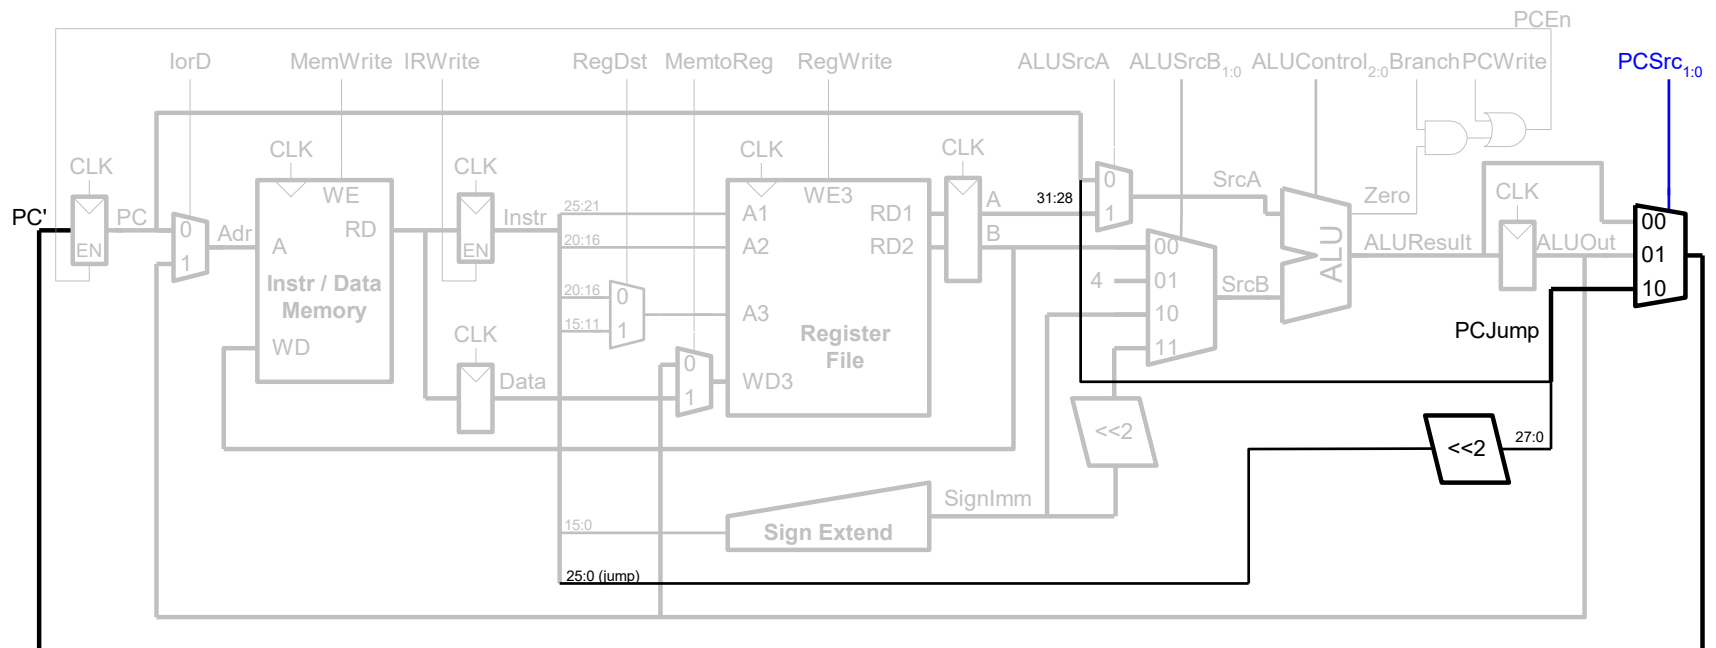 PCEn
IorD MemWrite IRWrite RegDst MemtoReg RegWrite ALUSrcA ALUSrcB1:0 ALUControl2:0 Branch PCWrite PCSrc1:0
CLK CLK CLK CLK CLK
WE WE3
PC' PC EN
0
1
Adr
A RD
Instr / Data
Memory
WD
CLK
EN
Instr
CLK
Data
25:21
20:16
20:16
15:11
0
1
0
1
A1 RD1
A2 RD2
A3
Register
File
WD3
A
B
31:28
0
1
SrcA
00
4 01
10
11
SrcB
ALU
Zero
ALUResult
CLK
ALUOut
00
01
10
PCJump
<<2
<<2
27:0
SignImm
15:0
Sign Extend
25:0 (jump)